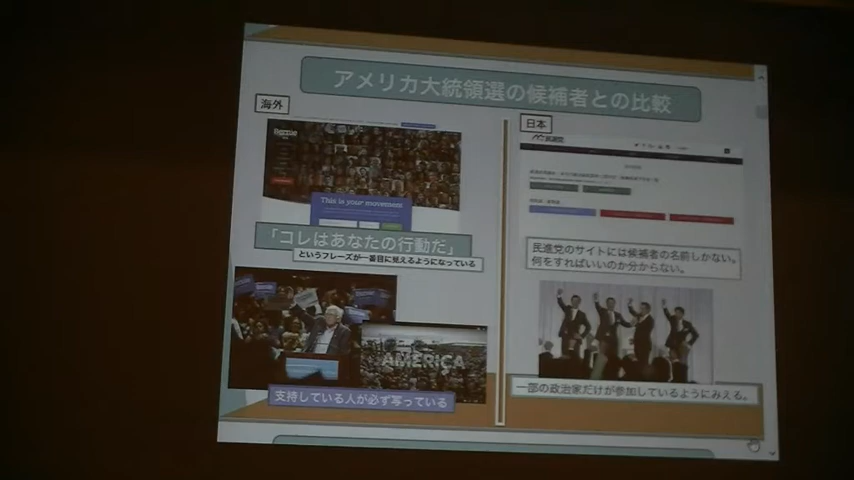 アメリカ大統領選の候補者との比較
海外
日本
Bernie
This is your movement
「コレはあなたの行動だ」
というフレーズが一番目に見えるようになっている
AMERICA
支持している人が必ず写っている
民進党
民進党のサイトには候補者の名前しかない。
何をすればいいのか分からない。
一部の政治家だけが参加しているようにみえる。